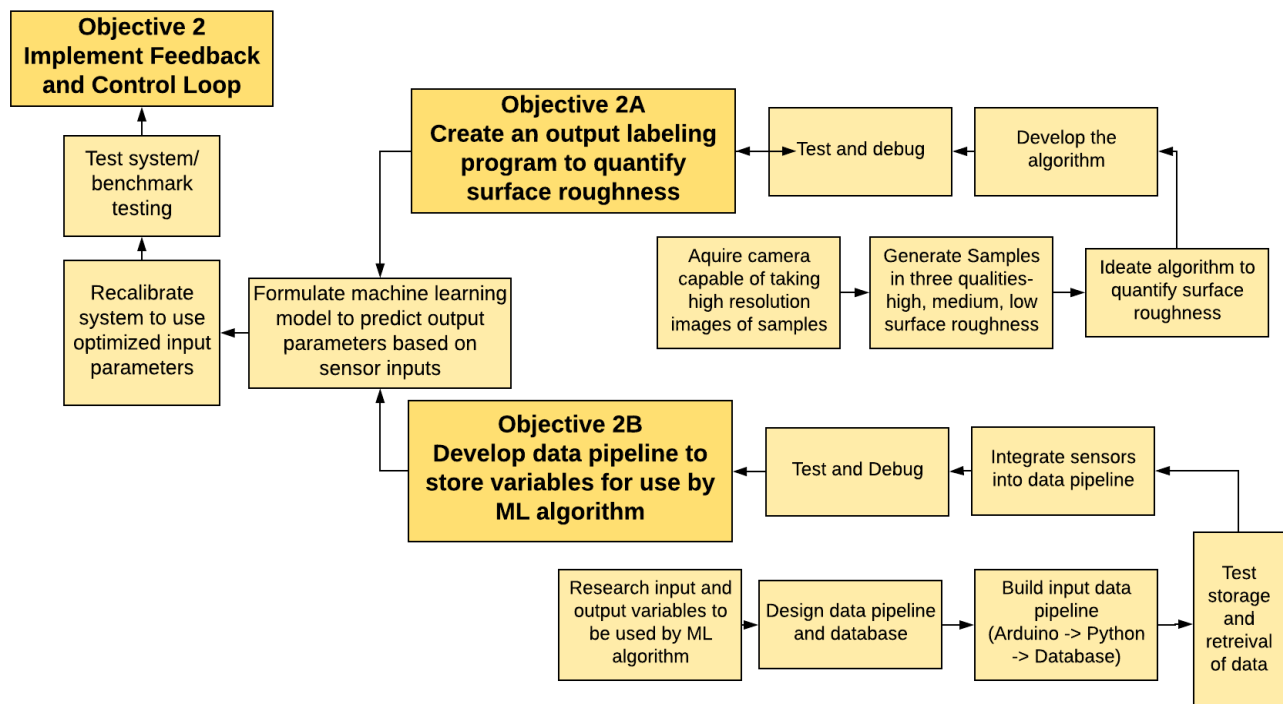 Objective 2
Implement Feedback
and Control Loop
Test system/
benchmark
testing
Recalibrate
system to use
optimized input
parameters
Formulate machine learning
model to predict output
parameters based on
sensor inputs
Objective 2A
Create an output labeling
program to quantify
surface roughness
Test and debug
Develop the
algorithm
Aquire camera
capable of taking
high resolution
images of samples
Generate Samples
in three qualities-
high, medium, low
surface roughness
Ideate algorithm to
quantify surface
roughness
Objective 2B
Develop data pipeline to
store variables for use by
ML algorithm
Test and Debug
Integrate sensors
into data pipeline
Research input and
output variables to
be used by ML
algorithm
Design data pipeline
and database
Build input data
pipeline
(Arduino -> Python
-> Database)
Test
storage
and
retreival
of data